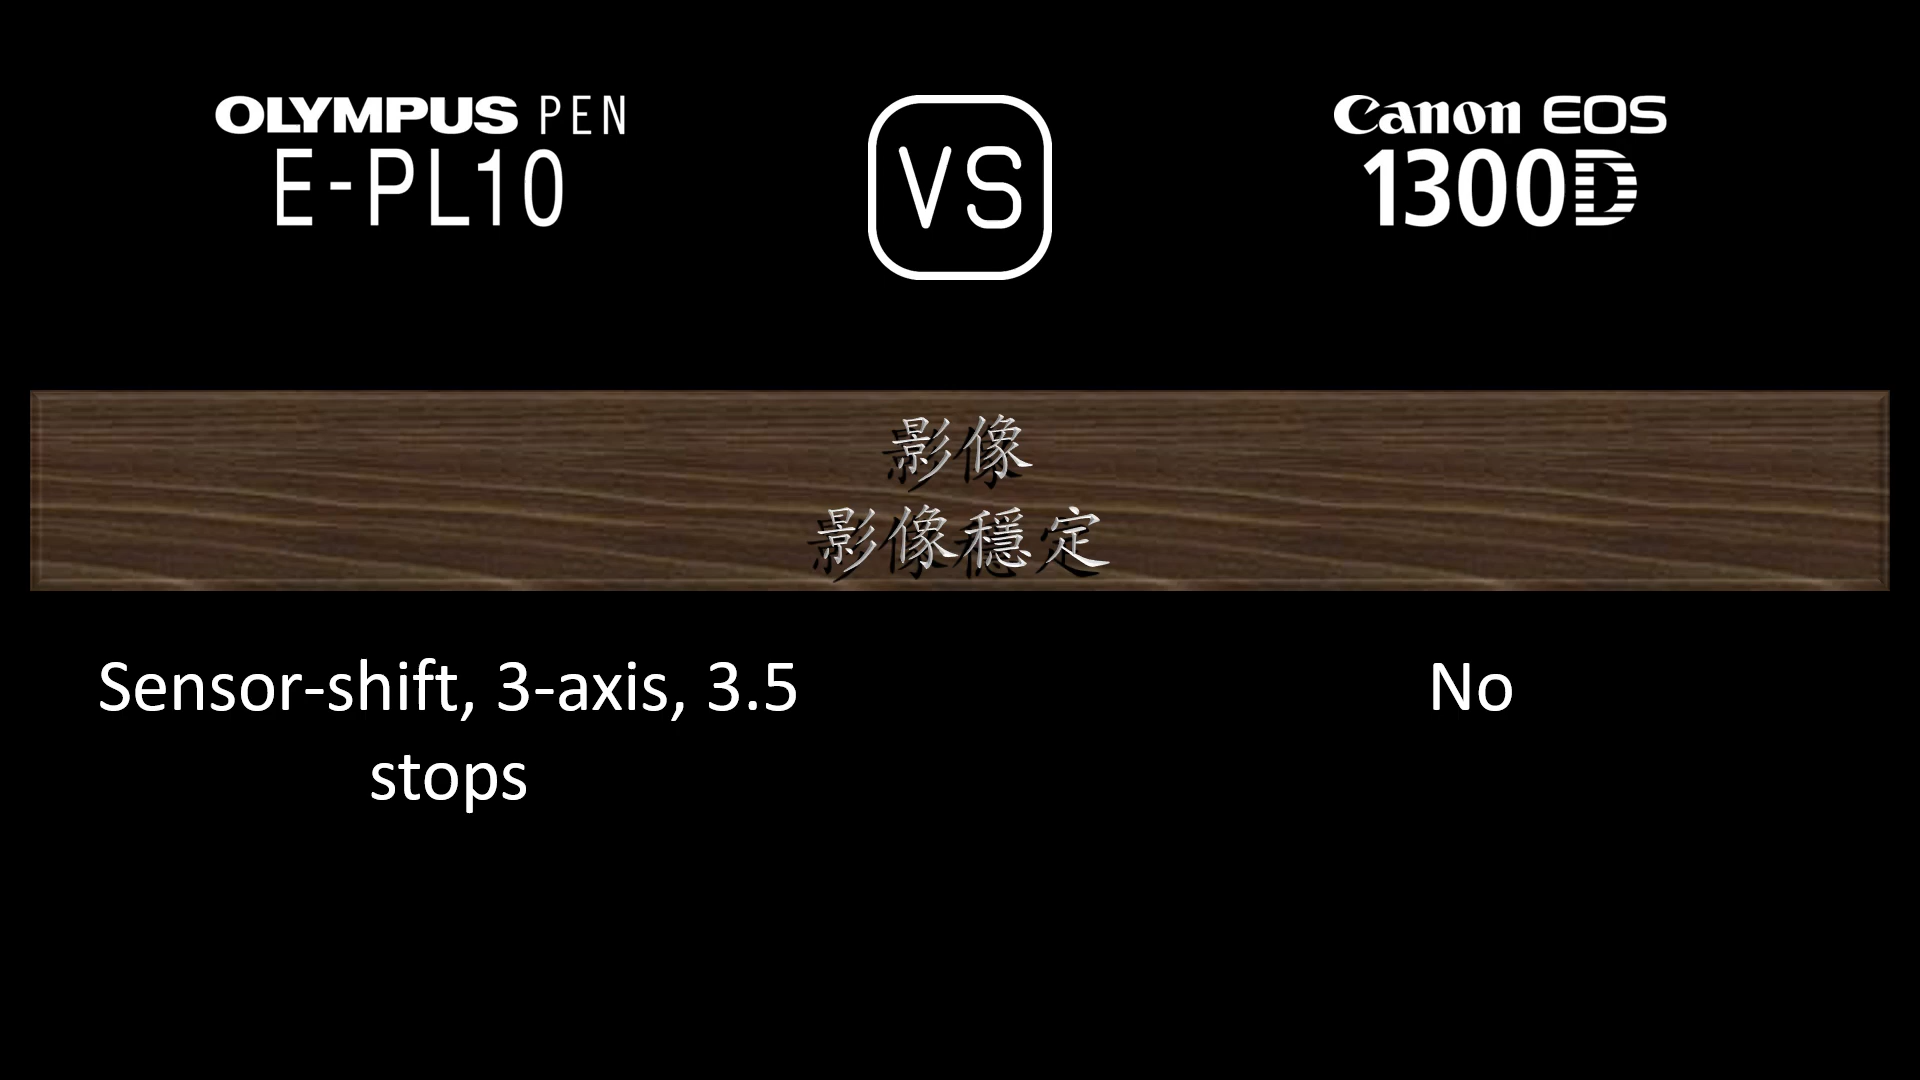 OLYMPUS PEN
E-PL10
VS
Canon EOS
1300D
影像
影像穩定
Sensor-shift, 3-axis, 3.5
stops
No